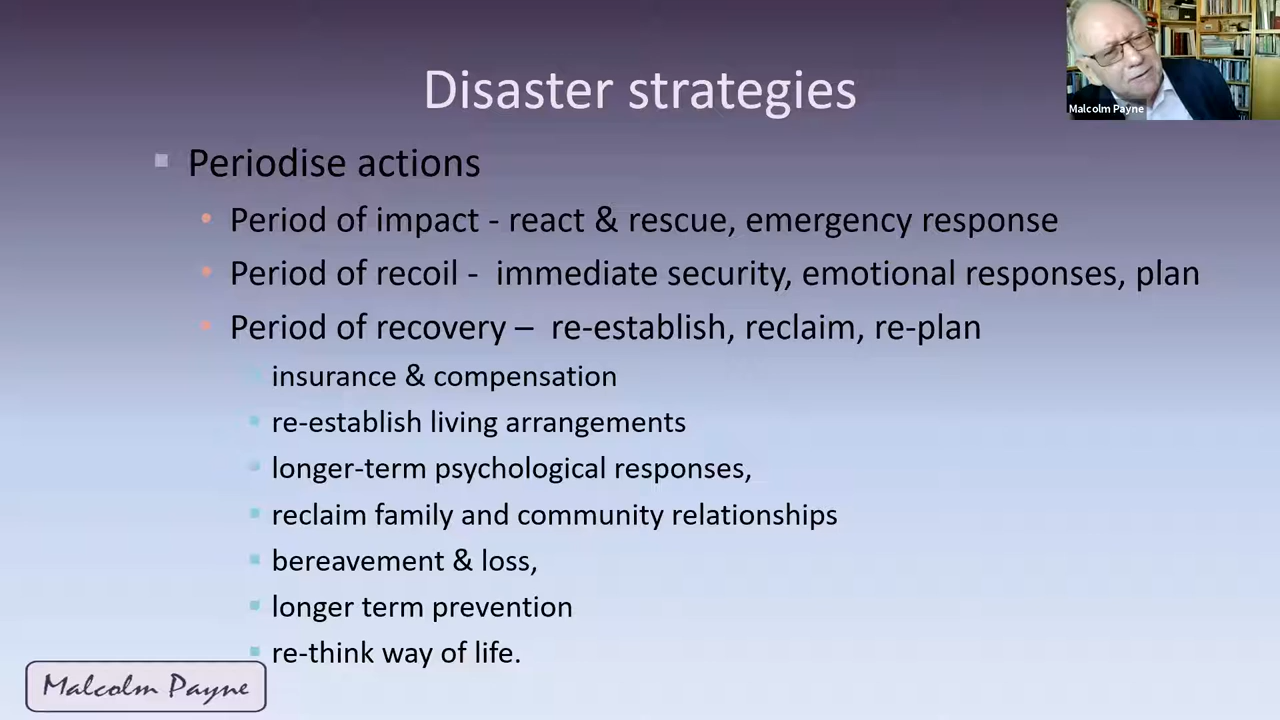 Disaster strategies
Malcolm Payne
Periodise actions
Period of impact - react & rescue, emergency response
Period of recoil - immediate security, emotional responses, plan
Period of recovery – re-establish, reclaim, re-plan
insurance & compensation
re-establish living arrangements
longer-term psychological responses,
reclaim family and community relationships
bereavement & loss,
longer term prevention
re-think way of life.
Malcolm Payne